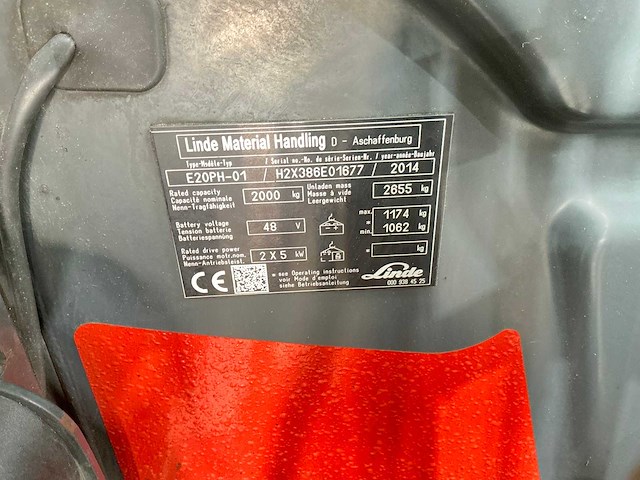 Linde Material Handling D - Aschaffenburg
Type-Modèle-Typ / Serial no.-No. de série-Serien-Nr. / year-année-Baujahr
E20PH-01 / H2X386E01677 / 2014
Rated capacity
Capacité nominale
Nenn-Tragfähigkeit
2000 kg
Unladen mass
Masse à vide
Leergewicht
2655 kg
Battery voltage
Tension batterie
Batteriespannung
48 V
max. 1174 kg
=
min. 1062 kg
Rated drive power
Puissance motr.nom.
Nenn-Antriebsleist.
2 X 5 kW
= kg
CE
= see Operating instructions
voir Mode d'emploi
siehe Betriebsanleitung
Linde
000 938 45 25